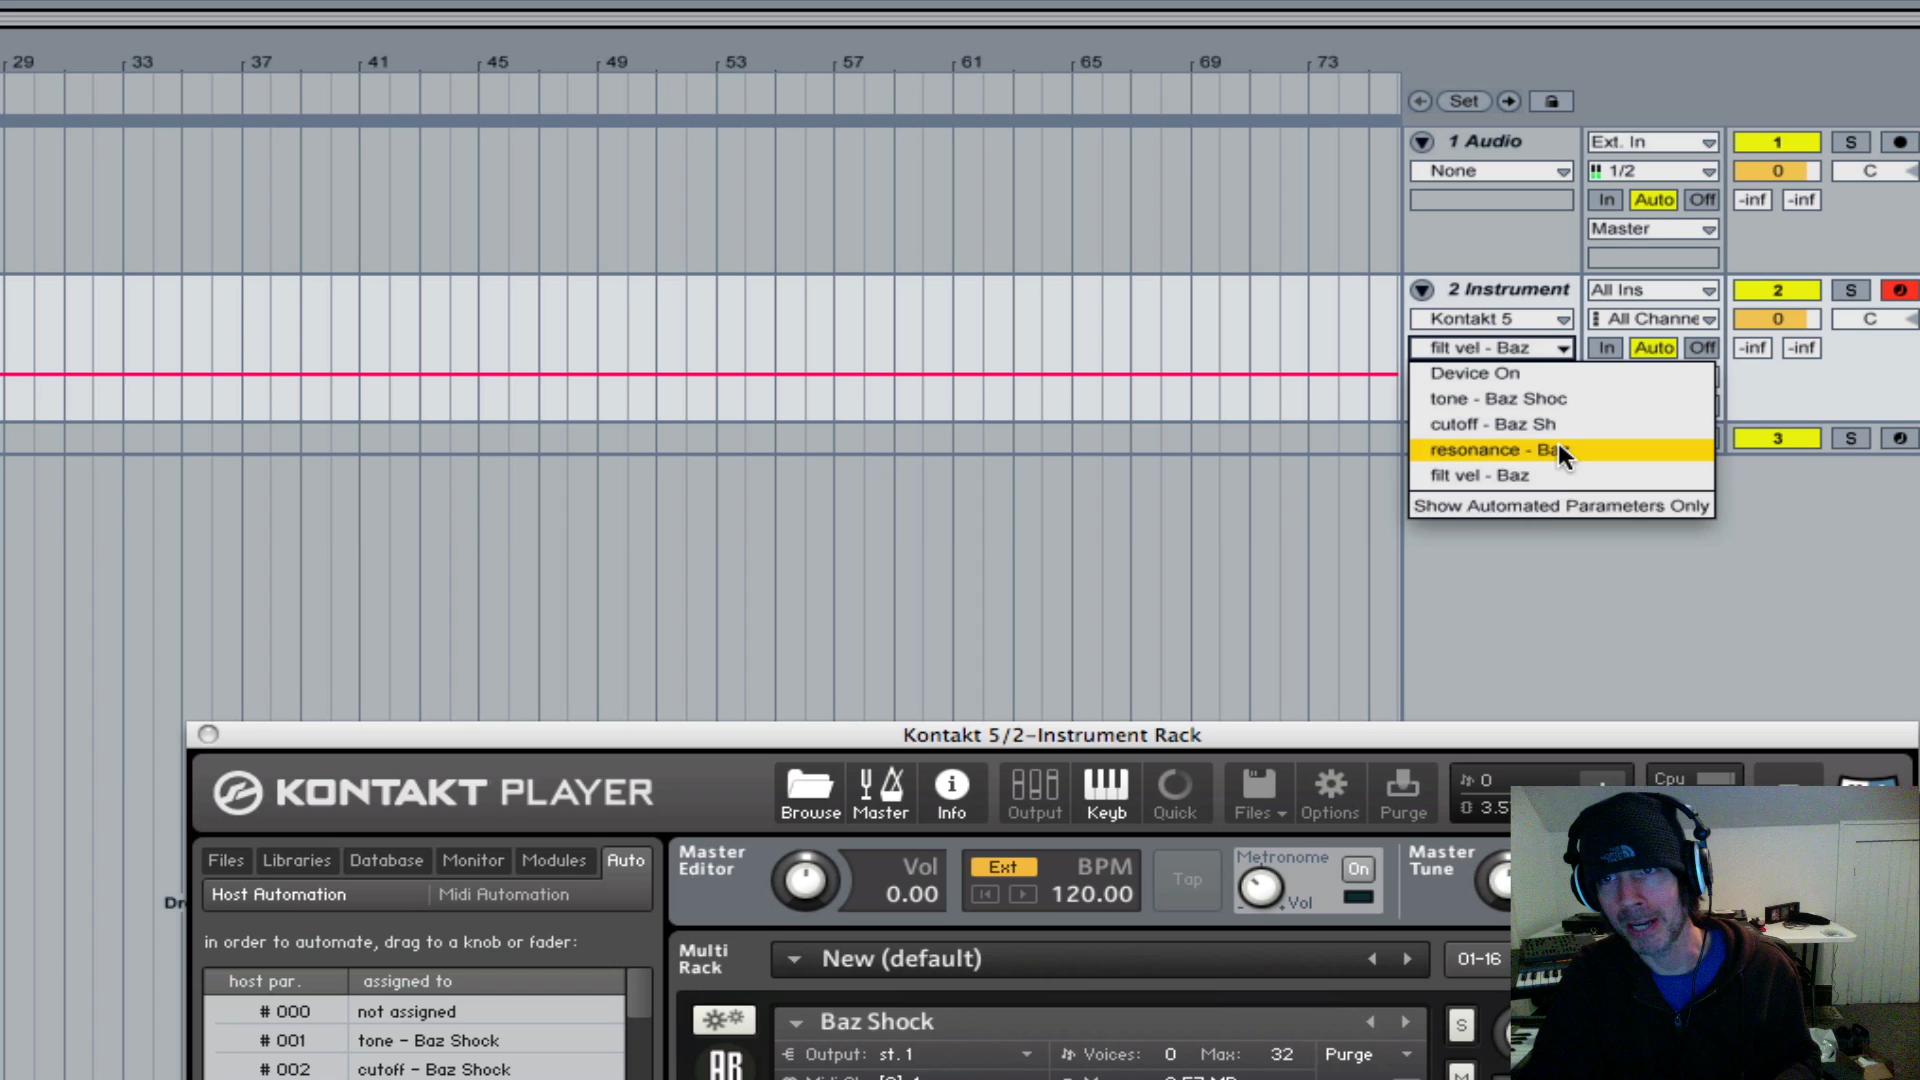 29 33 37 41 45 49 53 57 61 65 69 73
Set
1 Audio Ext. In 1 S
None 1/2 0 C
In Auto Off -inf -inf
Master
2 Instrument All Ins 2 S
Kontakt 5 All Channe 0 C
filt vel - Baz In Auto Off -inf -inf
Device On
tone - Baz Shoc
cutoff - Baz Sh
3 S
resonance - Ba
filt vel - Baz
Show Automated Parameters Only
Kontakt 5/2-Instrument Rack
KONTAKT PLAYER
Browse Master Info Output Keyb Quick Files Options Purge
0 Cpu
3.5
Files Libraries Database Monitor Modules Auto
Host Automation Midi Automation
in order to automate, drag to a knob or fader:
host par. assigned to
# 000 not assigned
# 001 tone - Baz Shock
# 002 cutoff - Baz Shock
Master Editor
Vol 0.00
Ext BPM
120.00
Tap
Metronome On
Vol
Master Tune
Multi Rack
New (default) 01-16
Baz Shock S
Output: st. 1 Voices: 0 Max: 32 Purge
M
THE NORTH FACE